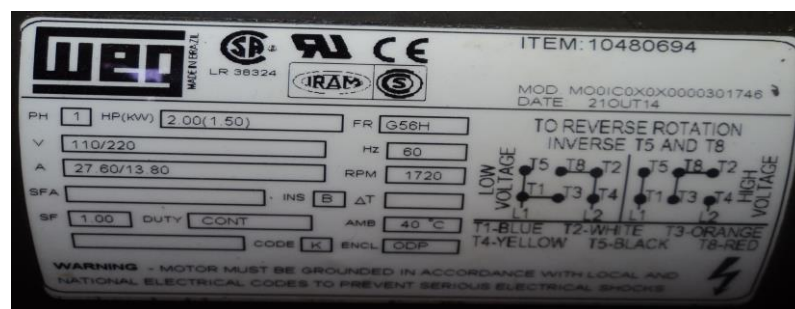 WEG
MADE IN BRAZIL
LR 38324
IRAM
S
CE
ITEM:10480694
MOD. MO0IC0X0X0000301746
DATE 21OUT14
PH 1 HP(kW) 2.00(1.50) FR G56H
V 110/220 Hz 60
A 27.60/13.80 RPM 1720
SFA INS B ΔT
SF 1.00 DUTY CONT AMB 40 °C
CODE K ENCL ODP
TO REVERSE ROTATION
INVERSE T5 AND T8
LOW VOLTAGE
T5 T8 T2
T1 T3 T4
L1 L2
T5 T8 T2
T1 T3 T4
L1 L2
HIGH VOLTAGE
T1-BLUE T2-WHITE T3-ORANGE
T4-YELLOW T5-BLACK T8-RED
WARNING - MOTOR MUST BE GROUNDED IN ACCORDANCE WITH LOCAL AND
NATIONAL ELECTRICAL CODES TO PREVENT SERIOUS ELECTRICAL SHOCKS